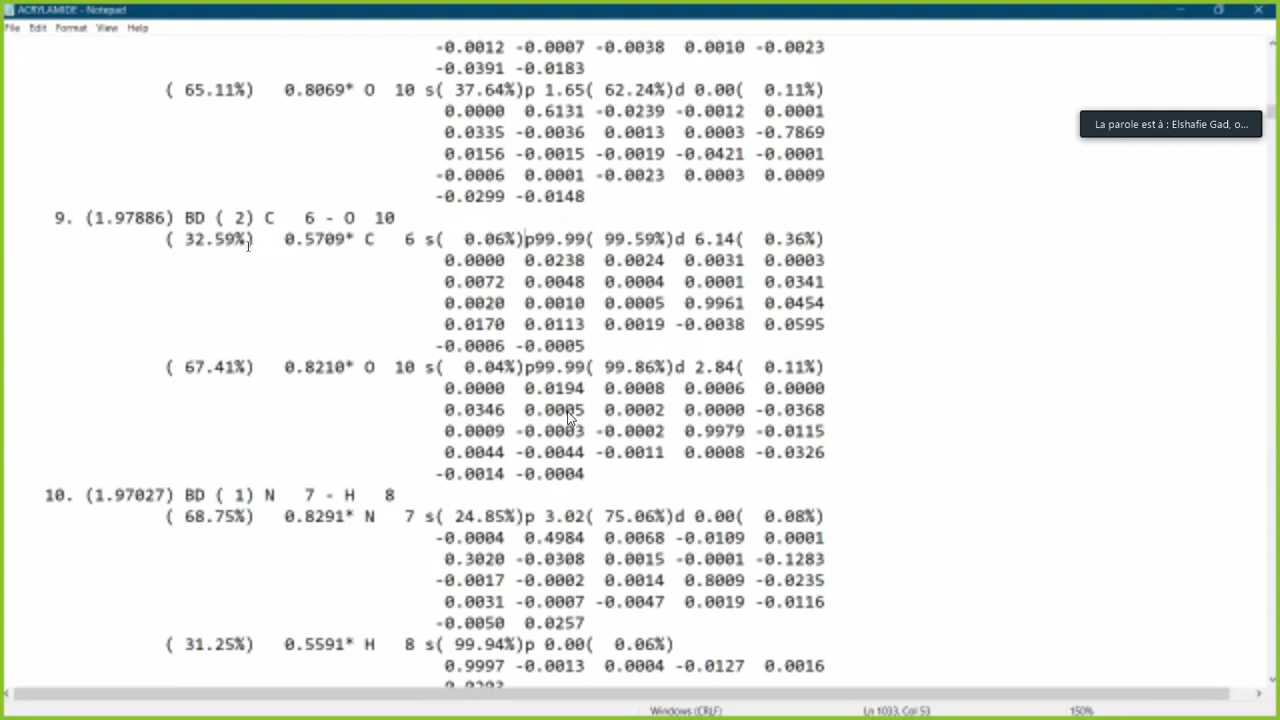 ACRYLAMIDE - Notepad
File Edit Format View Help
-0.0012 -0.0007 -0.0038 0.0010 -0.0023
-0.0391 -0.0183
( 65.11%) 0.8069* O 10 s( 37.64%)p 1.65( 62.24%)d 0.00( 0.11%)
0.0000 0.6131 -0.0239 -0.0012 0.0001
0.0335 -0.0036 0.0013 0.0003 -0.7869
0.0156 -0.0015 -0.0019 -0.0421 -0.0001
-0.0006 0.0001 -0.0023 0.0003 0.0009
-0.0299 -0.0148
9. (1.97886) BD ( 2) C 6 - O 10
( 32.59%) 0.5709* C 6 s( 0.06%)p99.99( 99.59%)d 6.14( 0.36%)
0.0000 0.0238 0.0024 0.0031 0.0003
0.0072 0.0048 0.0004 0.0001 0.0341
0.0020 0.0010 0.0005 0.9961 0.0454
0.0170 0.0113 0.0019 -0.0038 0.0595
-0.0006 -0.0005
( 67.41%) 0.8210* O 10 s( 0.04%)p99.99( 99.86%)d 2.84( 0.11%)
0.0000 0.0194 0.0008 0.0006 0.0000
0.0346 0.0005 0.0002 0.0000 -0.0368
0.0009 -0.0003 -0.0002 0.9979 -0.0115
0.0044 -0.0044 -0.0011 0.0008 -0.0326
-0.0014 -0.0004
10. (1.97027) BD ( 1) N 7 - H 8
( 68.75%) 0.8291* N 7 s( 24.85%)p 3.02( 75.06%)d 0.00( 0.08%)
-0.0004 0.4984 0.0068 -0.0109 0.0001
0.3020 -0.0308 0.0015 -0.0001 -0.1283
-0.0017 -0.0002 0.0014 0.8009 -0.0235
0.0031 -0.0007 -0.0047 0.0019 -0.0116
-0.0050 0.0257
( 31.25%) 0.5591* H 8 s( 99.94%)p 0.00( 0.06%)
0.9997 -0.0013 0.0004 -0.0127 0.0016
La parole est à : Elshafie Gad, o...
Windows (CRLF) Ln 1033, Col 53 150%